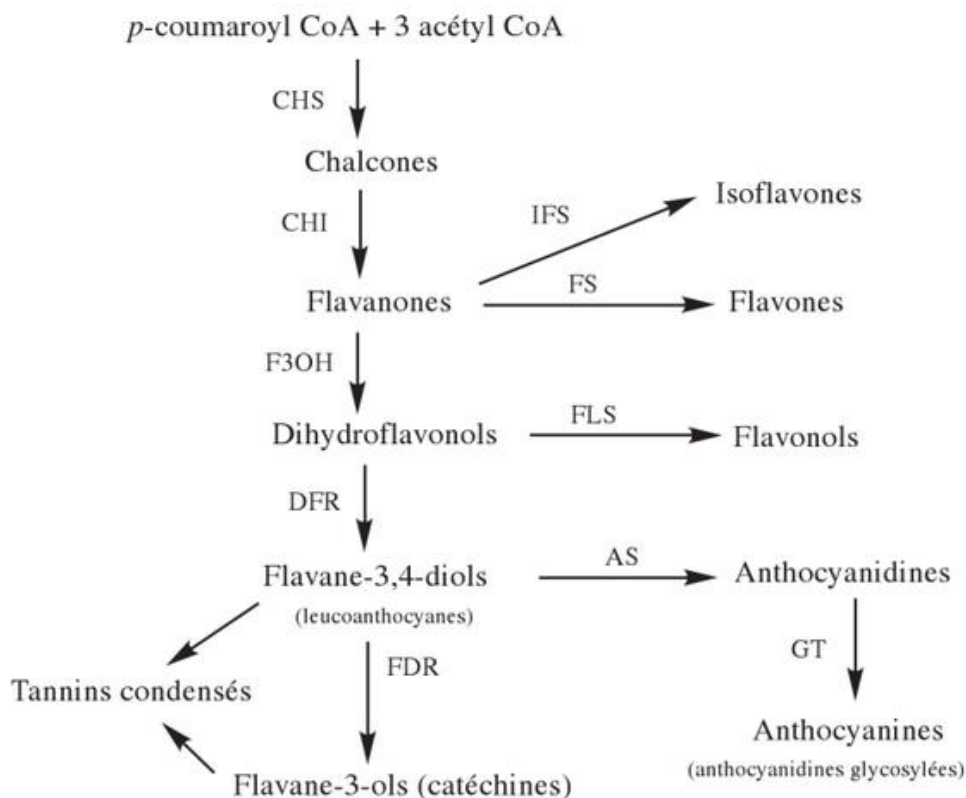 p-coumaroyl CoA + 3 acétyl CoA
CHS
Chalcones
Isoflavones
IFS
CHI
FS
Flavanones
Flavones
F3OH
FLS
Dihydroflavonols
Flavonols
DFR
AS
Flavane-3,4-diols
Anthocyanidines
(leucoanthocyanes)
GT
FDR
Tannins condensés
Anthocyanines
(anthocyanidines glycosylées)
Flavane-3-ols (catéchines)